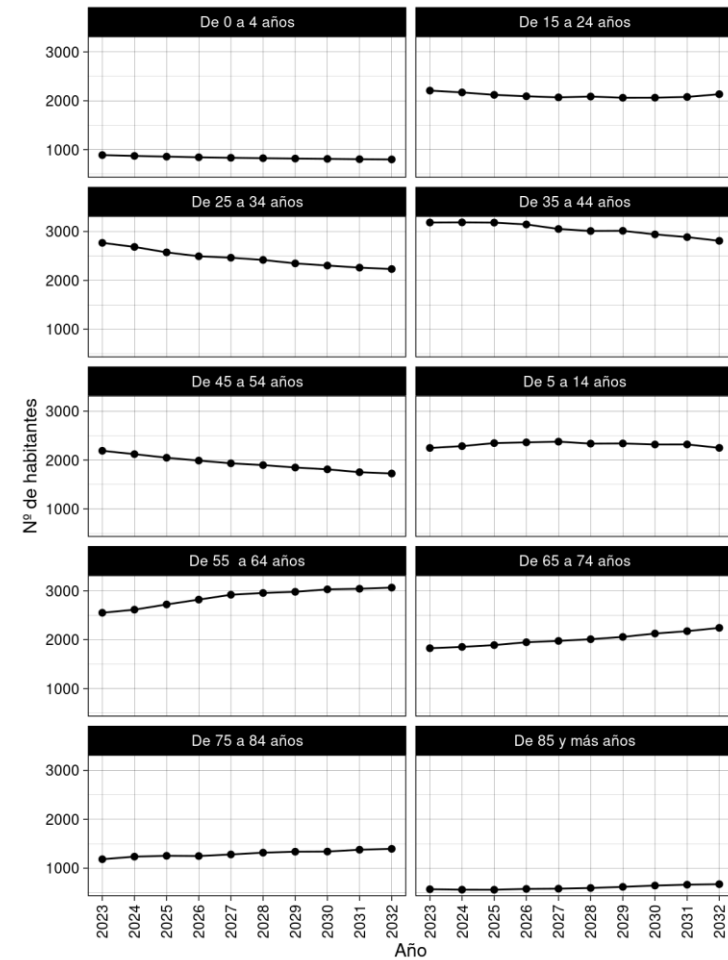 De 0 a 4 años
De 15 a 24 años
3000
2000
1000
De 25 a 34 años
De 35 a 44 años
3000
2000
1000
De 45 a 54 años
De 5 a 14 años
3000
2000
1000
Nº de habitantes
De 55  a 64 años
De 65 a 74 años
3000
2000
1000
De 75 a 84 años
De 85 y más años
3000
2000
1000
2023
2024
2025
2026
2027
2028
2029
2030
2031
2032
2023
2024
2025
2026
2027
2028
2029
2030
2031
2032
Año